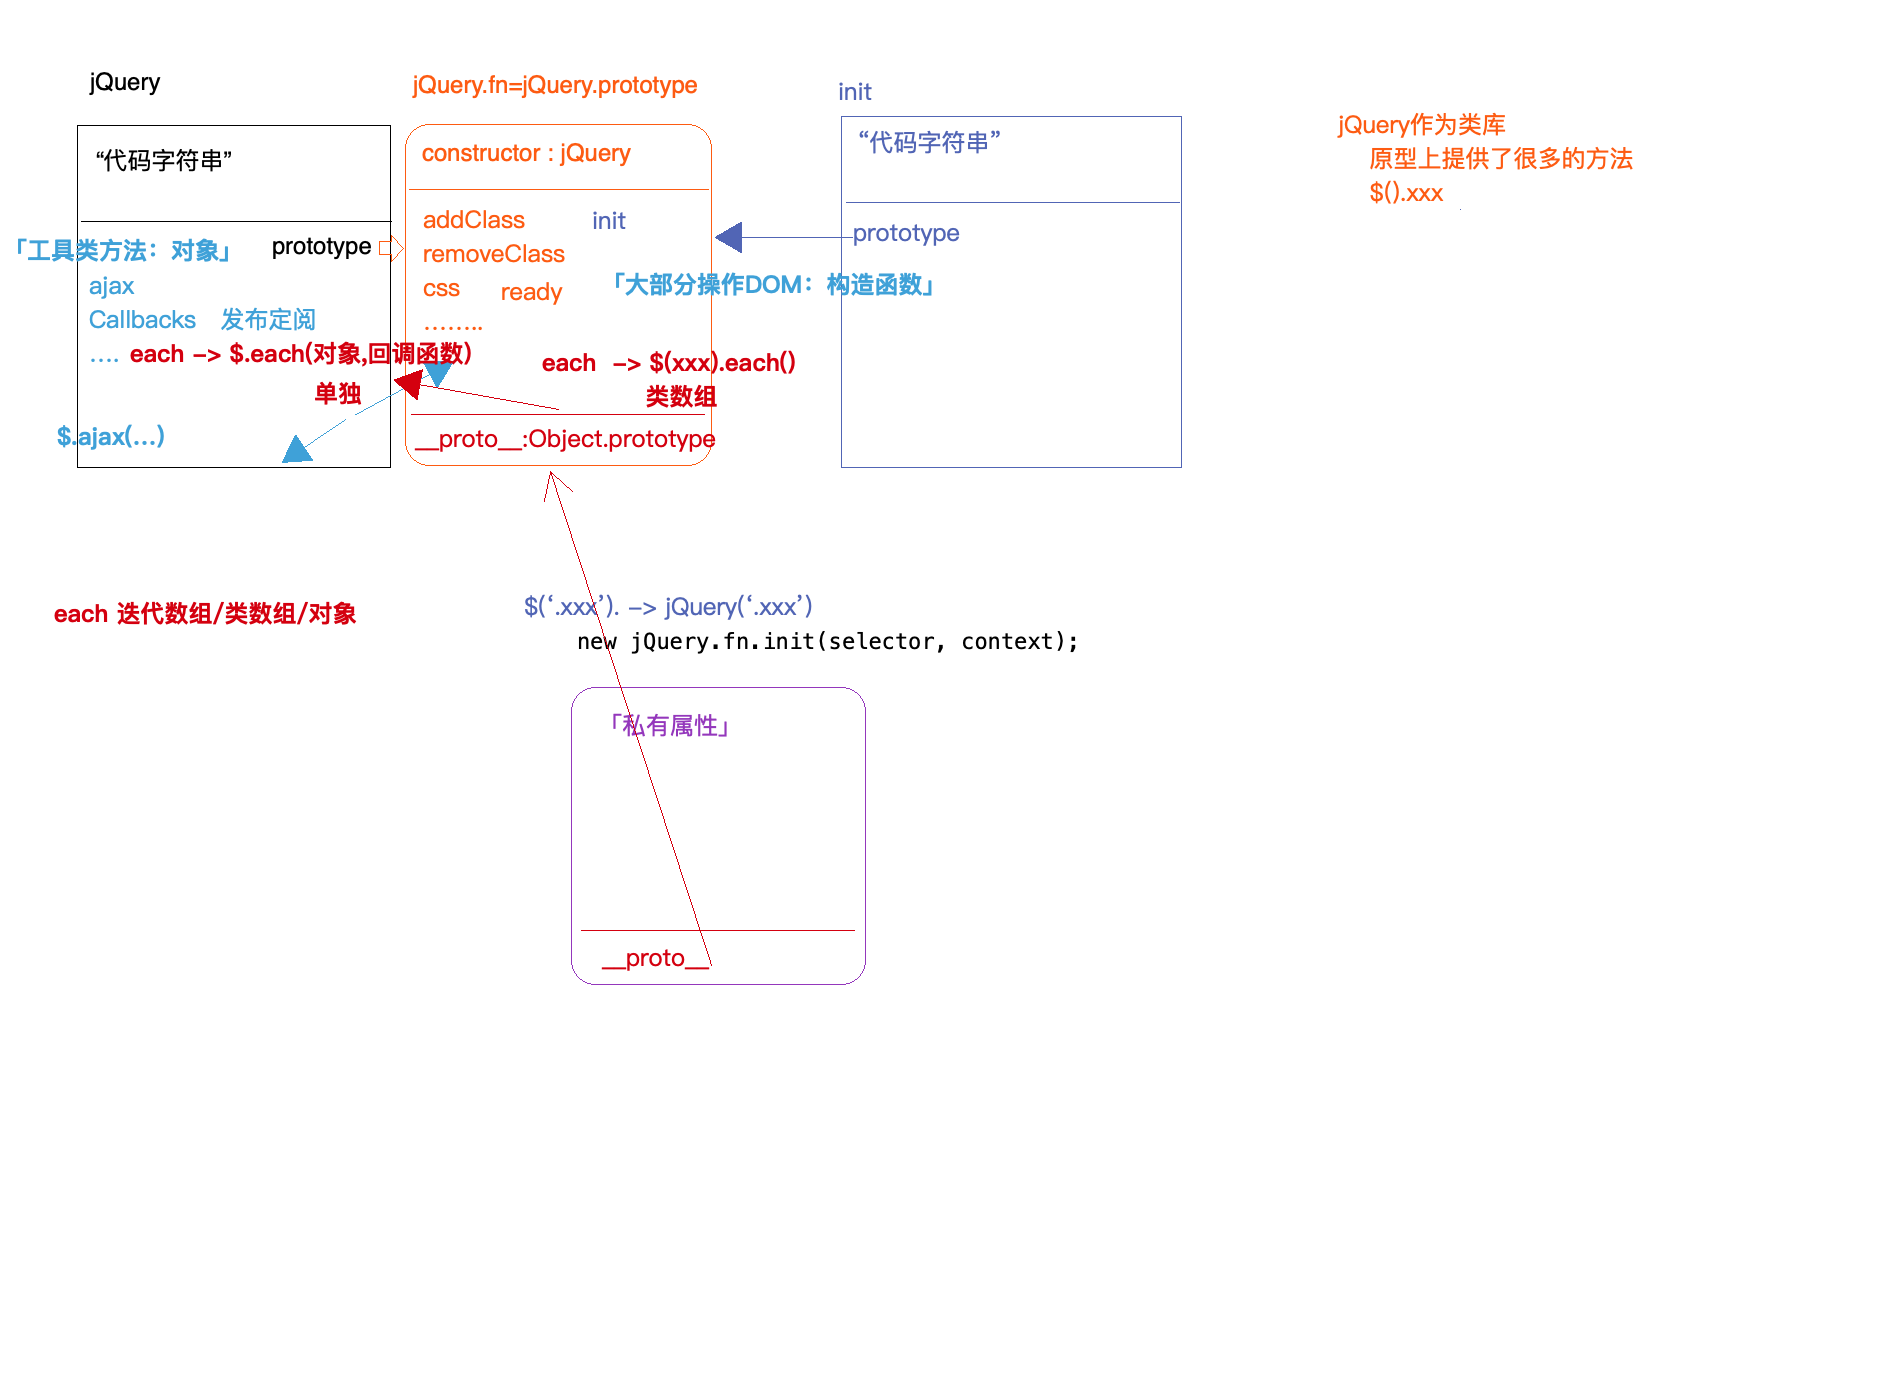 jQuery
“代码字符串”
prototype
「工具类方法：对象」
ajax
Callbacks 发布定阅
…. each -> $.each(对象,回调函数)
单独
$.ajax(…)
jQuery.fn=jQuery.prototype
constructor : jQuery
addClass init
removeClass
css ready
「大部分操作DOM：构造函数」
……..
each -> $(xxx).each()
类数组
__proto__:Object.prototype
init
“代码字符串”
prototype
jQuery作为类库
原型上提供了很多的方法
$().xxx
each 迭代数组/类数组/对象
$(‘.xxx’). -> jQuery(‘.xxx’)
new jQuery.fn.init(selector, context);
「私有属性」
__proto__